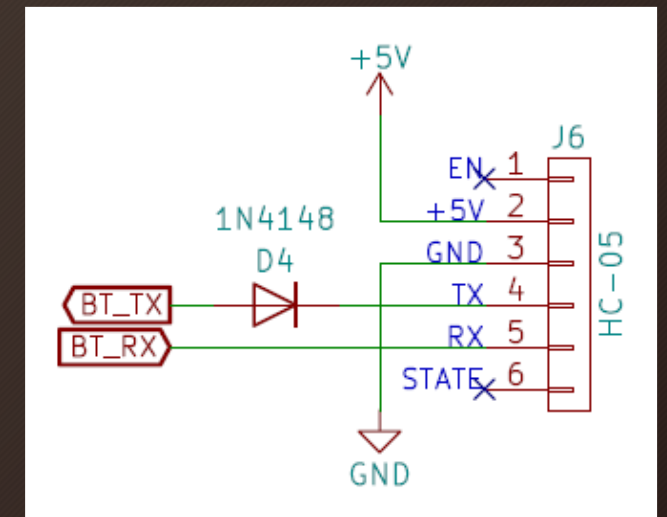 +5V
J6
EN 1
+5V 2
1N4148
D4
GND 3
BT_TX
TX 4
BT_RX
RX 5
STATE 6
HC-05
GND